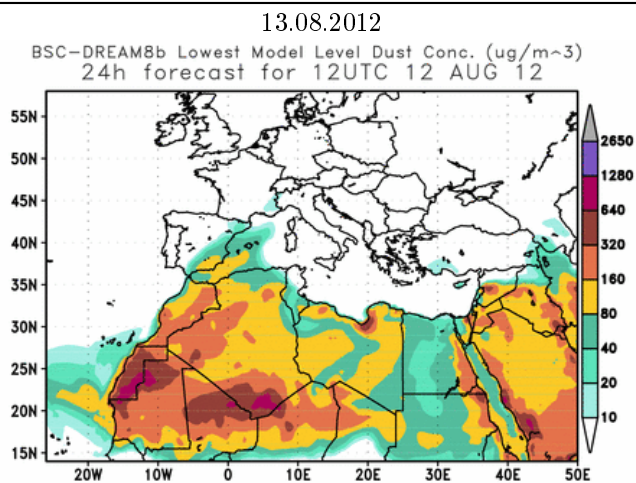 13.08.2012
BSC-DREAM8b Lowest Model Level Dust Conc. (ug/m^3)
24h forecast for 12UTC 12 AUG 12
55N
50N
45N
40N
35N
30N
25N
20N
15N
20W 10W 0 10E 20E 30E 40E 50E
2650
1280
640
320
160
80
40
20
10